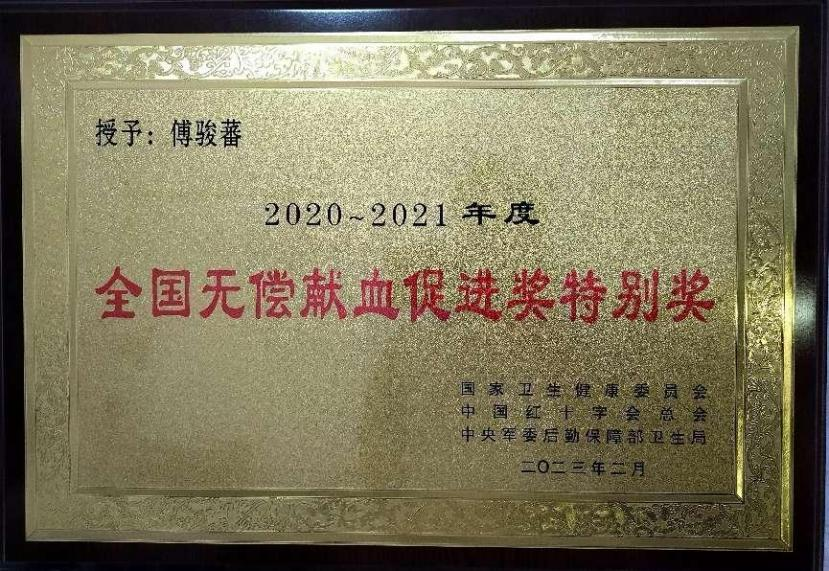 授予：傅骏蕃
2020~2021年度
全国无偿献血促进奖特别奖
国家卫生健康委员会
中国红十字会总会
中央军委后勤保障部卫生局
二〇二三年二月